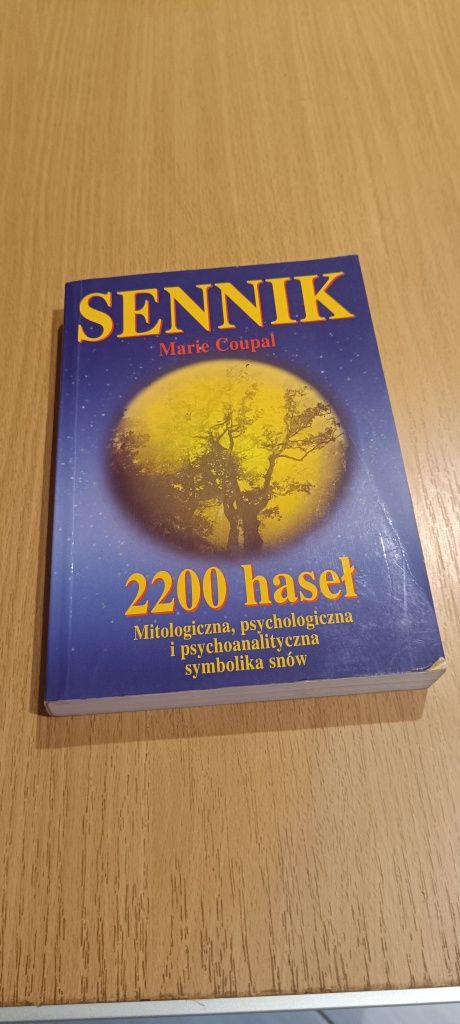 SENNIK
Marie Coupal
2200 haseł
Mitologiczna, psychologiczna
i psychoanalityczna
symbolika snów